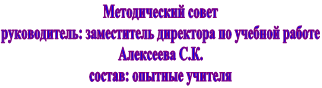 Методический совет
руководитель: заместитель директора по учебной работе
Алексеева С.К.
состав: опытные учителя